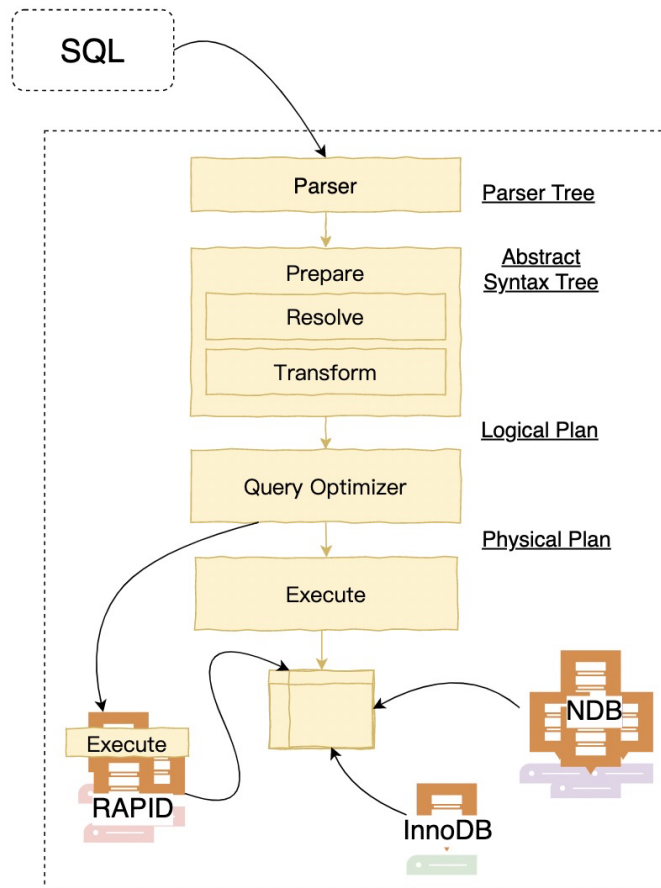 SQL
Parser
Parser Tree
Prepare
Abstract
Syntax Tree
Resolve
Transform
Logical Plan
Query Optimizer
Physical Plan
Execute
NDB
Execute
RAPID
InnoDB